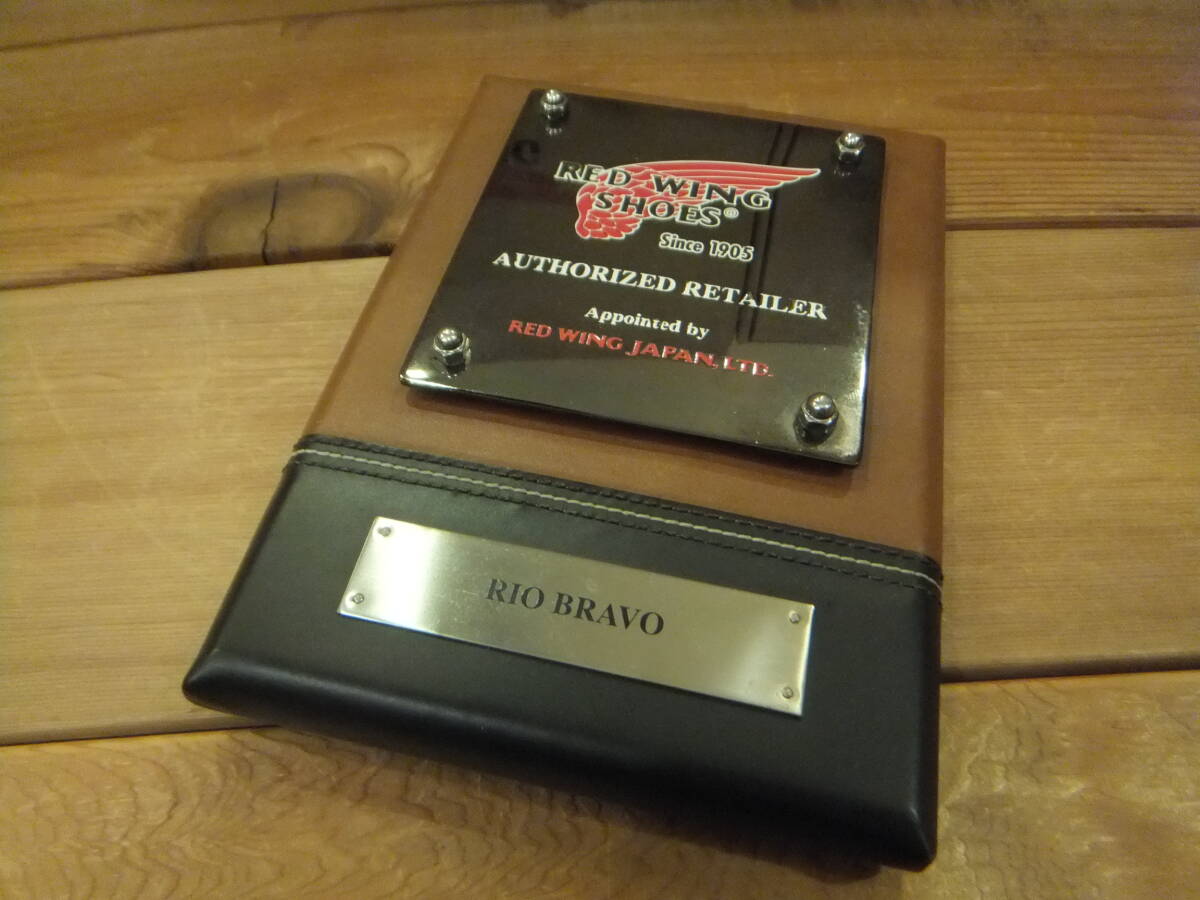 RED WING
SHOES®
Since 1905
AUTHORIZED RETAILER
Appointed by
RED WING JAPAN, LTD.
RIO BRAVO